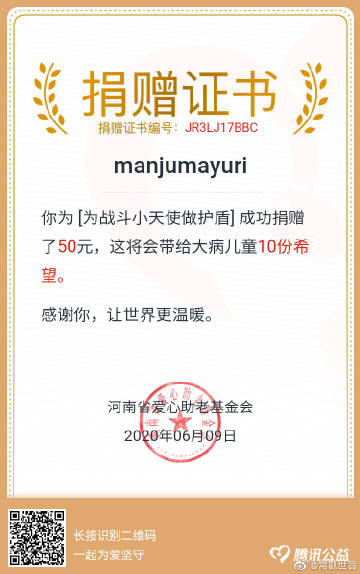 捐赠证书
捐赠证书编号：JR3LJ17BBC
manjumayuri
你为 [为战斗小天使做护盾] 成功捐赠
了50元，这将会带给大病儿童10份希
望。
感谢你，让世界更温暖。
河南省爱心助老基金会
2020年06月09日
长按识别二维码
一起为爱坚守
腾讯公益